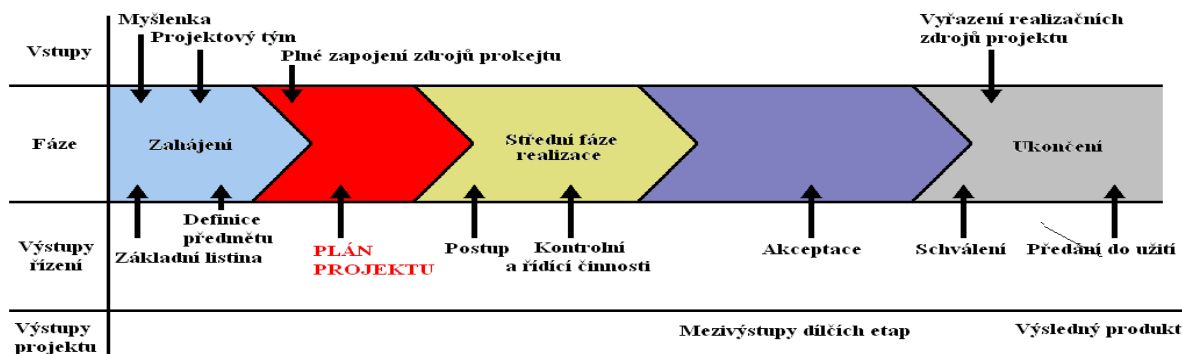 Myšlenka
Projektový tým
Vyřazení realizačních
zdrojů projektu
Vstupy
Plné zapojení zdrojů prokejtu
Fáze
Zahájení
Střední fáze
realizace
Ukončení
Definice
předmětu
Základní listina
PLÁN
PROJEKTU
Postup
Kontrolní
a řídící činnosti
Akceptace
Schválení
Předání do užití
Výstupy
řízení
Výstupy
projektu
Mezivýstupy dílčích etap
Výsledný produkt